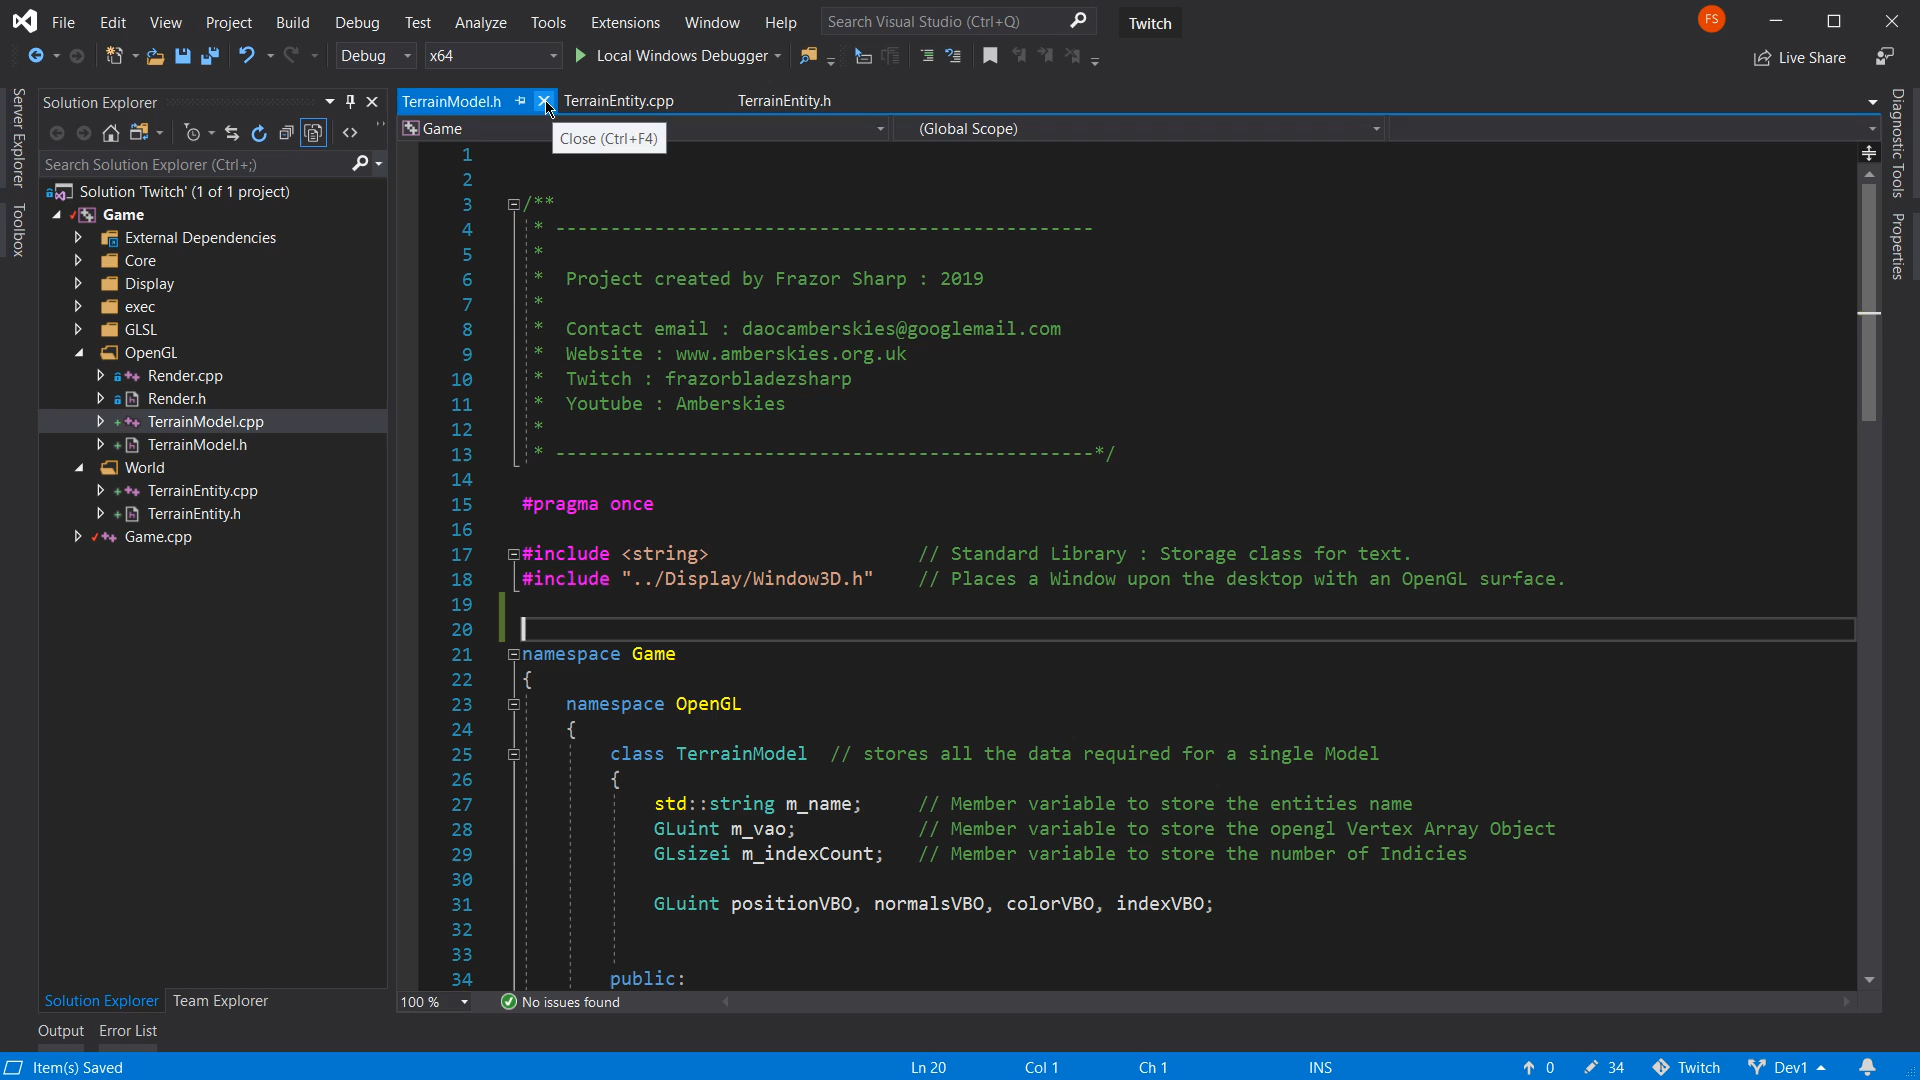 File Edit View Project Build Debug Test Analyze Tools Extensions Window Help Search Visual Studio (Ctrl+Q) Twitch FS
Debug x64 Local Windows Debugger Live Share
Server Explorer
Toolbox
Solution Explorer
Search Solution Explorer (Ctrl+;)
Solution 'Twitch' (1 of 1 project)
Game
External Dependencies
Core
Display
exec
GLSL
OpenGL
Render.cpp
Render.h
TerrainModel.cpp
TerrainModel.h
World
TerrainEntity.cpp
TerrainEntity.h
Game.cpp
Solution Explorer Team Explorer
Output Error List
TerrainModel.h TerrainEntity.cpp TerrainEntity.h
Game (Global Scope)
Close (Ctrl+F4)
1
2
3 /**
4 * -------------------------------------------------
5 *
6 * Project created by Frazor Sharp : 2019
7 *
8 * Contact email : daocamberskies@googlemail.com
9 * Website : www.amberskies.org.uk
10 * Twitch : frazorbladezsharp
11 * Youtube : Amberskies
12 *
13 * -------------------------------------------------*/
14
15 #pragma once
16
17 #include <string> // Standard Library : Storage class for text.
18 #include "../Display/Window3D.h" // Places a Window upon the desktop with an OpenGL surface.
19
20
21 namespace Game
22 {
23 namespace OpenGL
24 {
25 class TerrainModel // stores all the data required for a single Model
26 {
27 std::string m_name; // Member variable to store the entities name
28 GLuint m_vao; // Member variable to store the opengl Vertex Array Object
29 GLsizei m_indexCount; // Member variable to store the number of Indicies
30
31 GLuint positionVBO, normalsVBO, colorVBO, indexVBO;
32
33
34 public:
100 % No issues found
Diagnostic Tools
Properties
Item(s) Saved Ln 20 Col 1 Ch 1 INS 0 34 Twitch Dev1